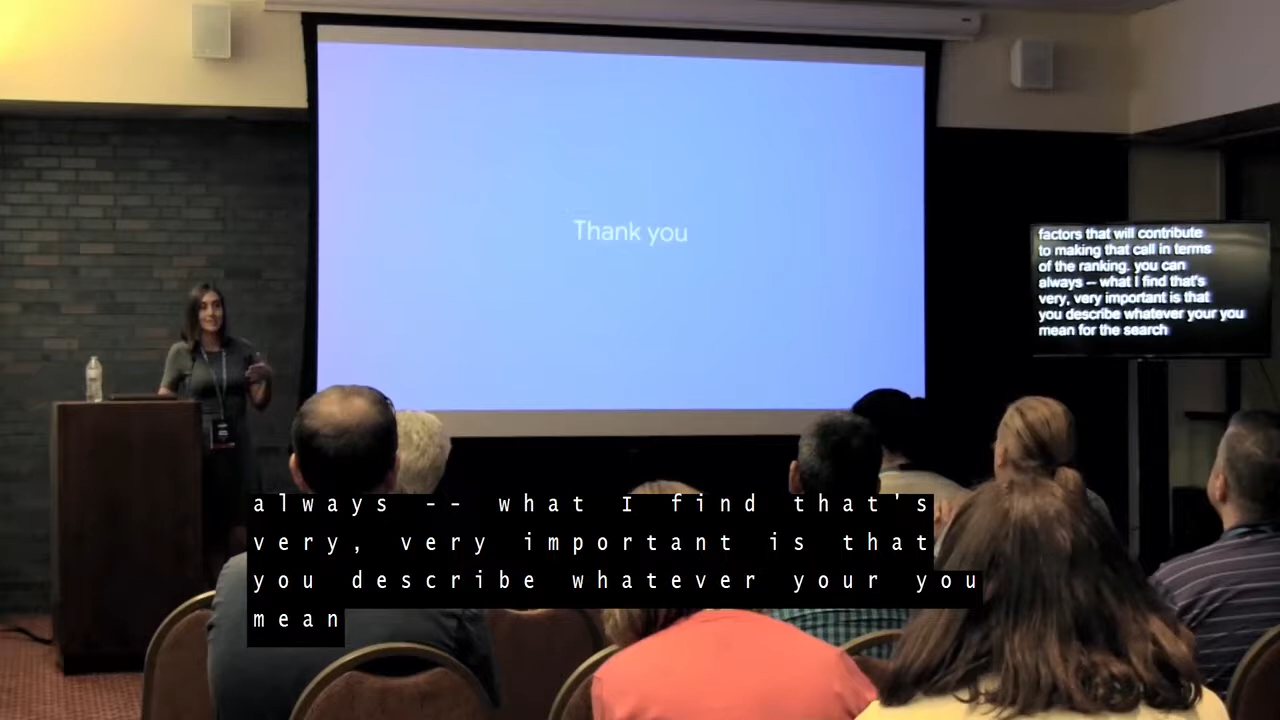 Thank you
factors that will contribute
to making that call in terms
of the ranking. you can
always -- what I find that's
very, very important is that
you describe whatever your you
mean for the search
always -- what I find that's
very, very important is that
you describe whatever your you
mean